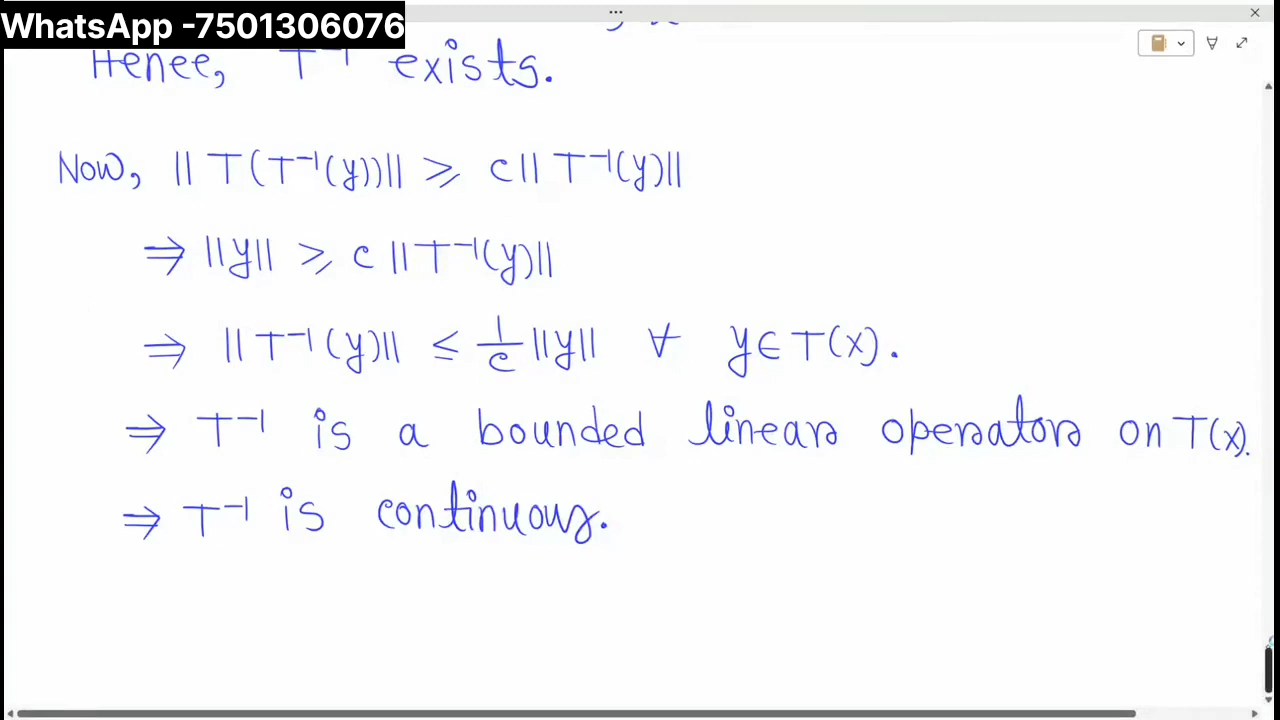 WhatsApp -7501306076
Hence, T⁻¹ exists.
Now, ||T(T⁻¹(y))|| ⩾ c||T⁻¹(y)||
⇒ ||y|| ⩾ c||T⁻¹(y)||
⇒ ||T⁻¹(y)|| ≤ 1/c ||y|| ∀ y∈T(X).
⇒ T⁻¹ is a bounded linear operator on T(X).
⇒ T⁻¹ is continuous.